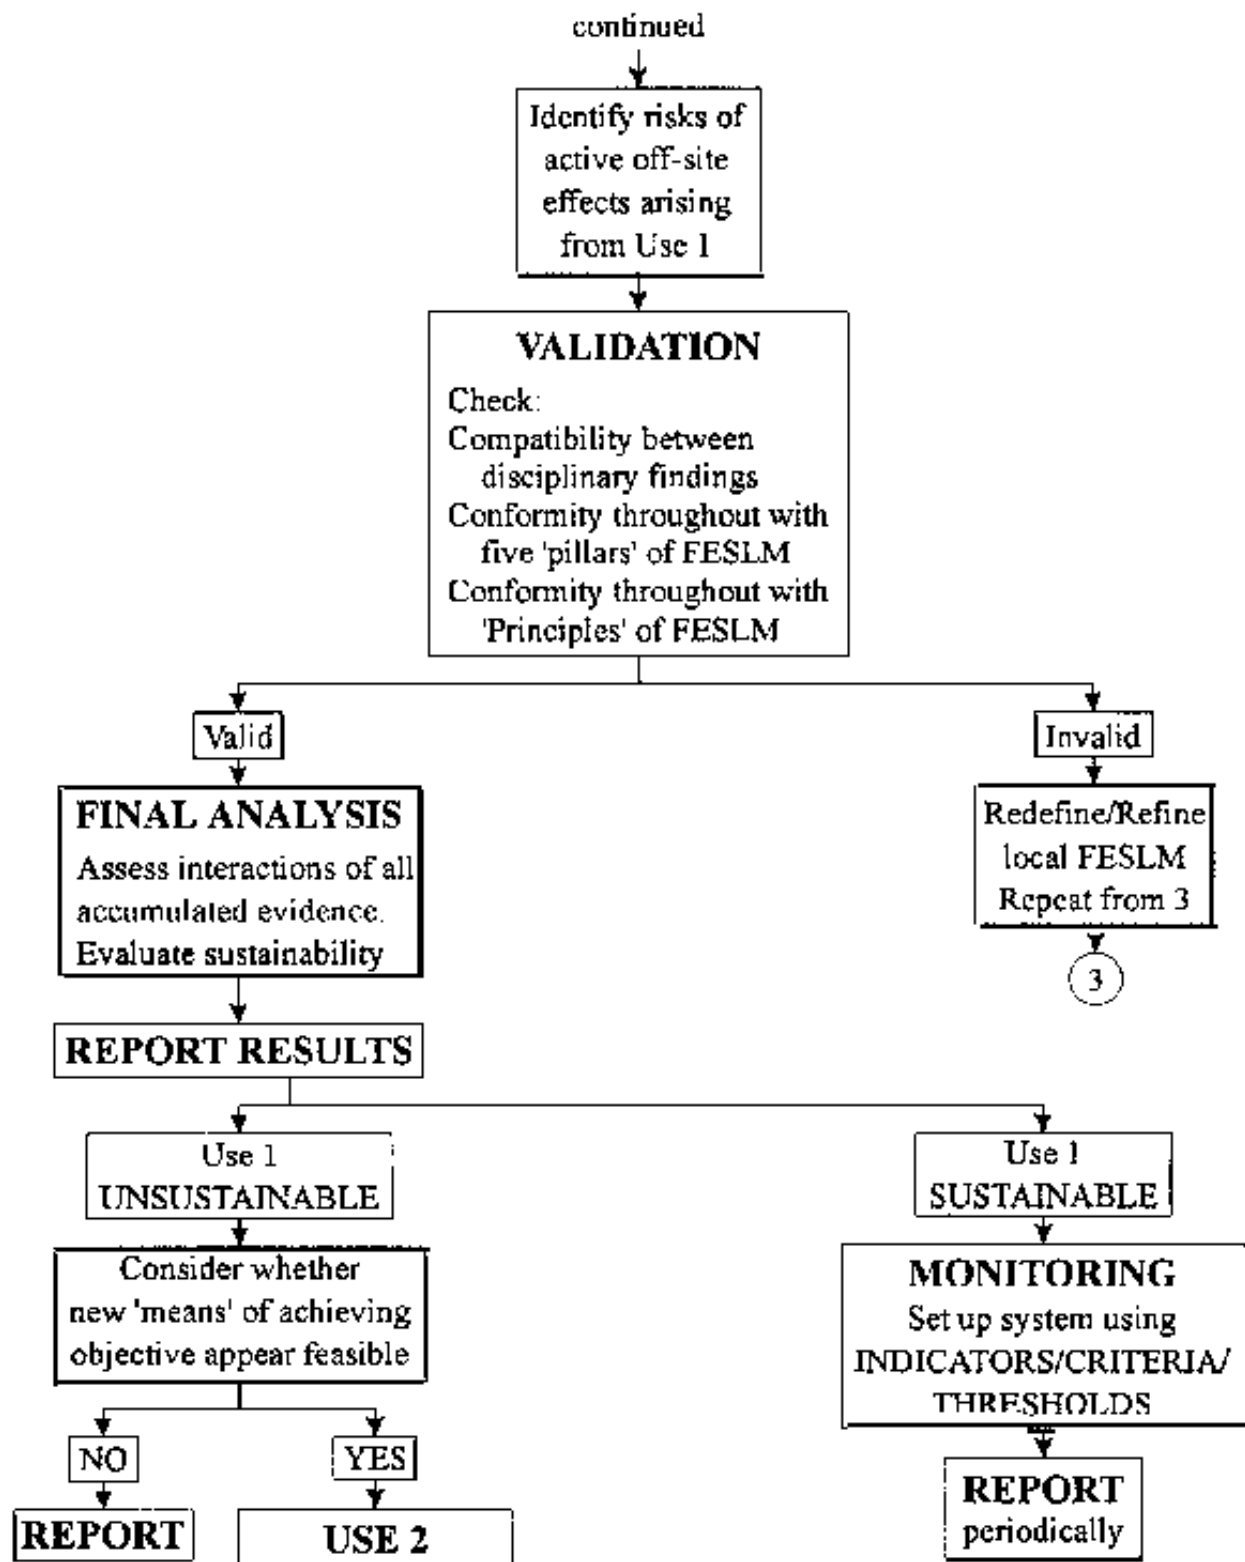 continued
Identify risks of
active off-site
effects arising
from Use 1
VALIDATION
Check:
Compatibility between
disciplinary findings
Conformity throughout with
five 'pillars' of FESLM
Conformity throughout with
'Principles' of FESLM
Valid
Invalid
FINAL ANALYSIS
Assess interactions of all
accumulated evidence.
Evaluate sustainability
Redefine/Refine
local FESLM
Repeat from 3
3
REPORT RESULTS
Use 1
UNSUSTAINABLE
Use 1
SUSTAINABLE
Consider whether
new 'means' of achieving
objective appear feasible
MONITORING
Set up system using
INDICATORS/CRITERIA/
THRESHOLDS
NO
YES
REPORT
USE 2
REPORT
periodically